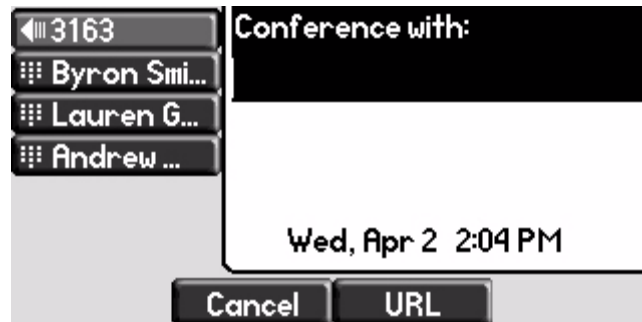 3163
Conference with:
Byron Smi...
Lauren G...
Andrew ...
Wed, Apr 2 2:04 PM
Cancel URL